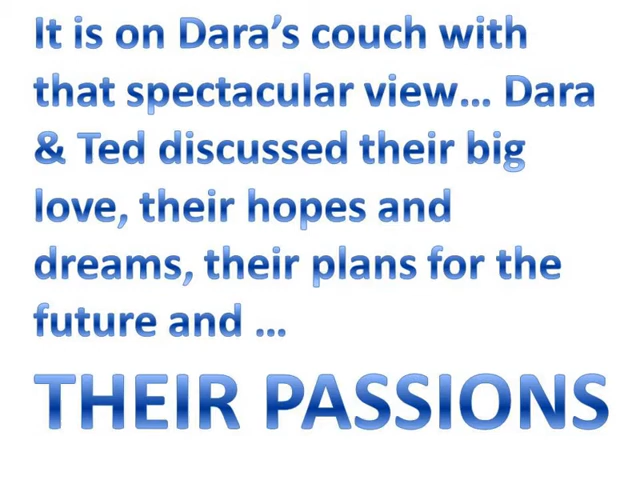 It is on Dara’s couch with
that spectacular view… Dara
& Ted discussed their big
love, their hopes and
dreams, their plans for the
future and …
THEIR PASSIONS